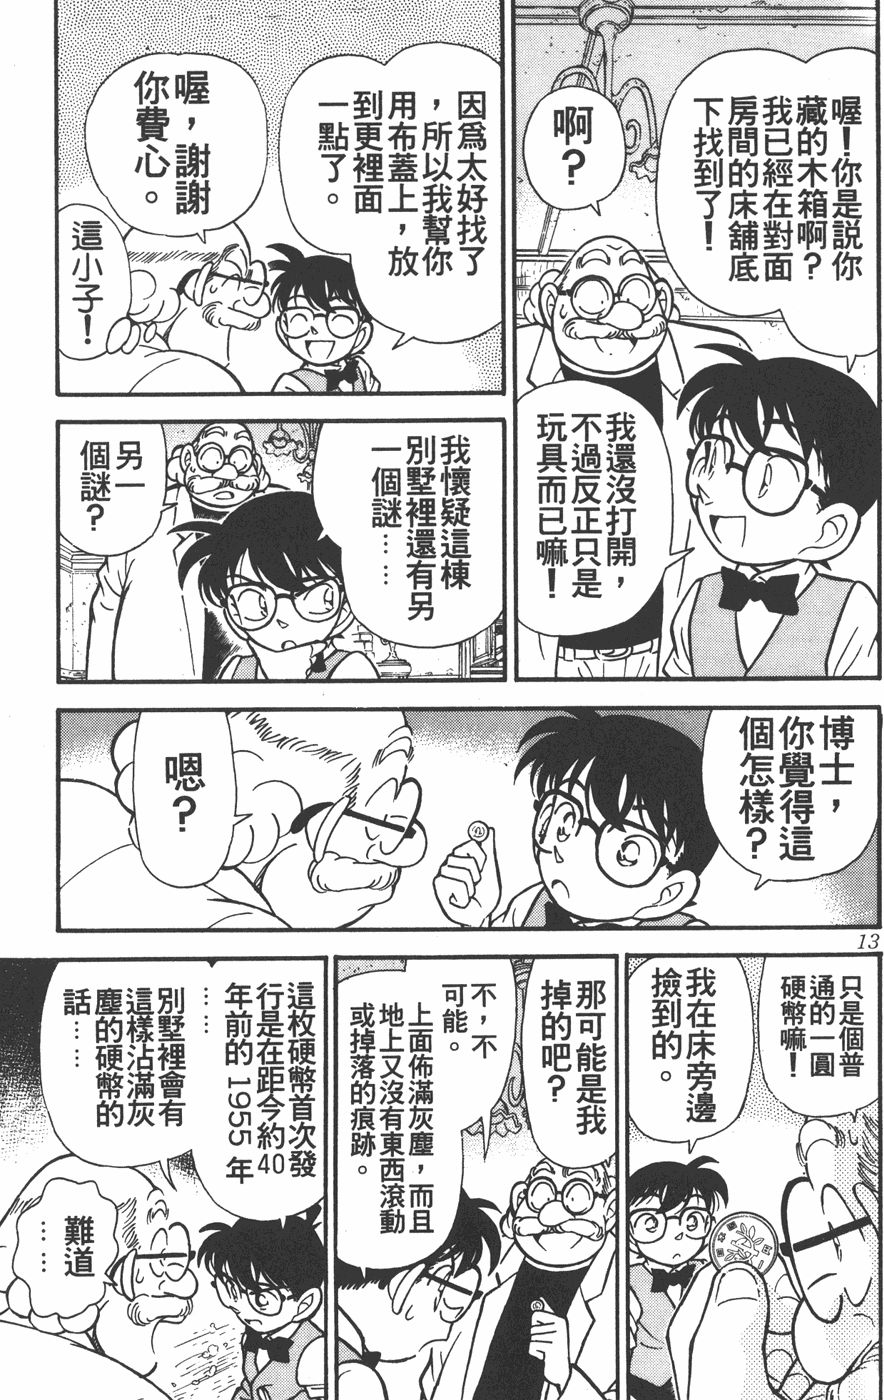 喔！你是説你
藏的木箱啊？
我已經在對面
房間的床舖底
下找到了！
啊？
我還沒打開，
不過反正只是
玩具而已嘛！
因爲太好找了
，所以我幫你
用布蓋上，放
到更裡面
一點了。
喔，謝謝
你費心。
這小子！
我懷疑這棟
別墅裡還有另
一個謎……
另一
個謎？
博士，
你覺得這
個怎樣？
嗯？
13
只是個普
通的一圓
硬幣嘛！
我在床旁邊
撿到的。
那可能是我
掉的吧？
不，不
可能。
上面佈滿灰塵，而且
地上又沒有東西滾動
或掉落的痕跡。
這枚硬幣首次發
行是在距今約40
年前的1955年
……
別墅裡會有
這樣沾滿灰
塵的硬幣的
話……
難道
……